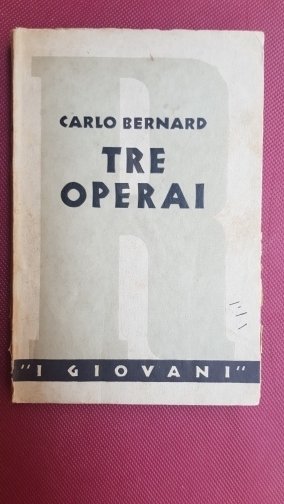 R
CARLO BERNARD
TRE
OPERAI
"I GIOVANI"